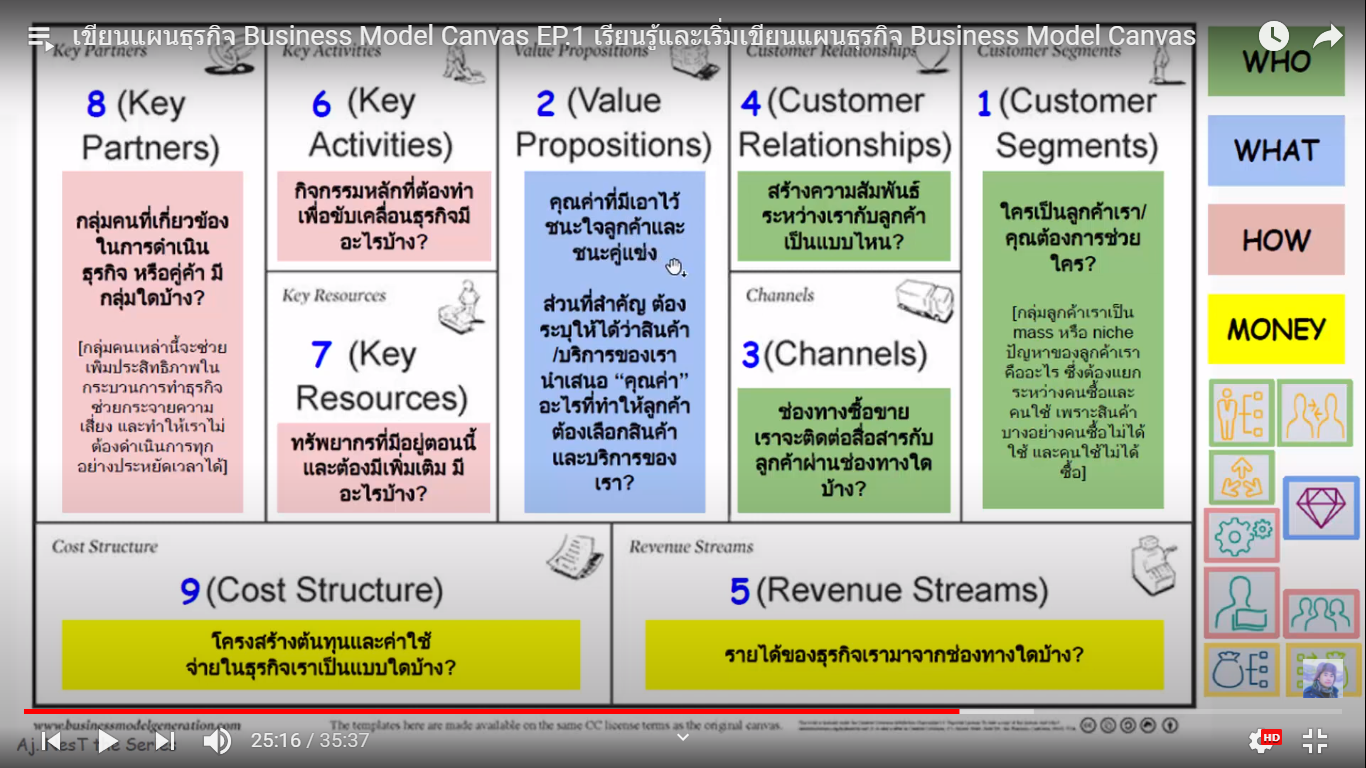 เขียนแผนธุรกิจ Business Model Canvas EP.1 เรียนรู้และเริ่มเขียนแผนธุรกิจ Business Model Canvas
Key Partners
8 (Key
Partners)
กลุ่มคนที่เกี่ยวข้อง
ในการดำเนิน
ธุรกิจ หรือคู่ค้า มี
กลุ่มใดบ้าง?
[กลุ่มคนเหล่านี้จะช่วย
เพิ่มประสิทธิภาพใน
กระบวนการทำธุรกิจ
ช่วยกระจายความ
เสี่ยง และทำให้เราไม่
ต้องดำเนินการทุก
อย่างประหยัดเวลาได้]
Key Activities
6 (Key
Activities)
กิจกรรมหลักที่ต้องทำ
เพื่อขับเคลื่อนธุรกิจมี
อะไรบ้าง?
Key Resources
7 (Key
Resources)
ทรัพยากรที่มีอยู่ตอนนี้
และต้องมีเพิ่มเติม มี
อะไรบ้าง?
Value Propositions
2 (Value
Propositions)
คุณค่าที่มีเอาไว้
ชนะใจลูกค้าและ
ชนะคู่แข่ง
ส่วนที่สำคัญ ต้อง
ระบุให้ได้ว่าสินค้า
/บริการของเรา
นำเสนอ “คุณค่า”
อะไรที่ทำให้ลูกค้า
ต้องเลือกสินค้า
และบริการของ
เรา?
Customer Relationships
4 (Customer
Relationships)
สร้างความสัมพันธ์
ระหว่างเรากับลูกค้า
เป็นแบบไหน?
Channels
3 (Channels)
ช่องทางซื้อขาย
เราจะติดต่อสื่อสารกับ
ลูกค้าผ่านช่องทางใด
บ้าง?
Customer Segments
1 (Customer
Segments)
ใครเป็นลูกค้าเรา/
คุณต้องการช่วย
ใคร?
[กลุ่มลูกค้าเราเป็น
mass หรือ niche
ปัญหาของลูกค้าเรา
คืออะไร ซึ่งต้องแยก
ระหว่างคนซื้อและ
คนใช้ เพราะสินค้า
บางอย่างคนซื้อไม่ได้
ใช้ และคนใช้ไม่ได้
ซื้อ]
Cost Structure
9 (Cost Structure)
โครงสร้างต้นทุนและค่าใช้
จ่ายในธุรกิจเราเป็นแบบใดบ้าง?
Revenue Streams
5 (Revenue Streams)
รายได้ของธุรกิจเรามาจากช่องทางใดบ้าง?
WHO
WHAT
HOW
MONEY
www.businessmodelgeneration.com
The templates here are made available on the same CC license terms as the original canvas.
the Series
25:16 / 35:37
HD